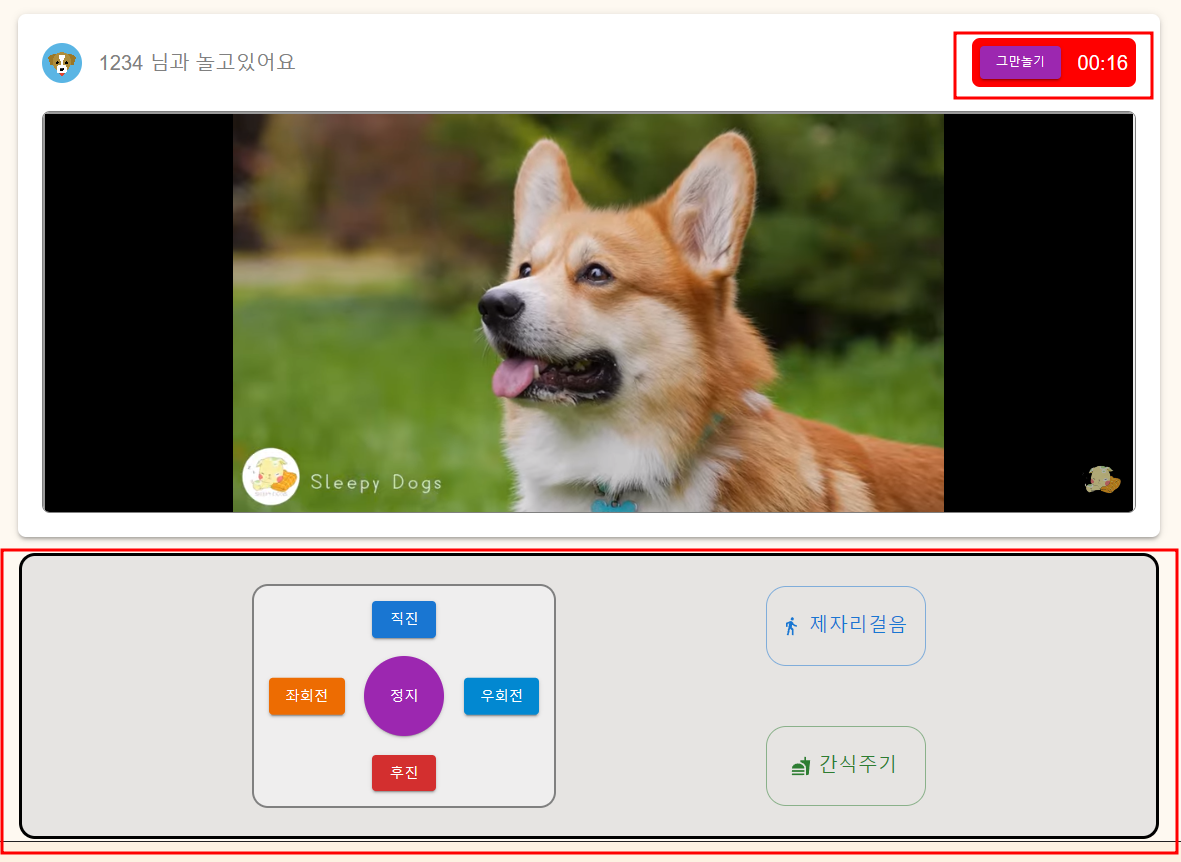 1234 님과 놀고있어요
그만놀기 00:16
Sleepy Dogs
직진
좌회전 정지 우회전
후진
제자리걸음
간식주기